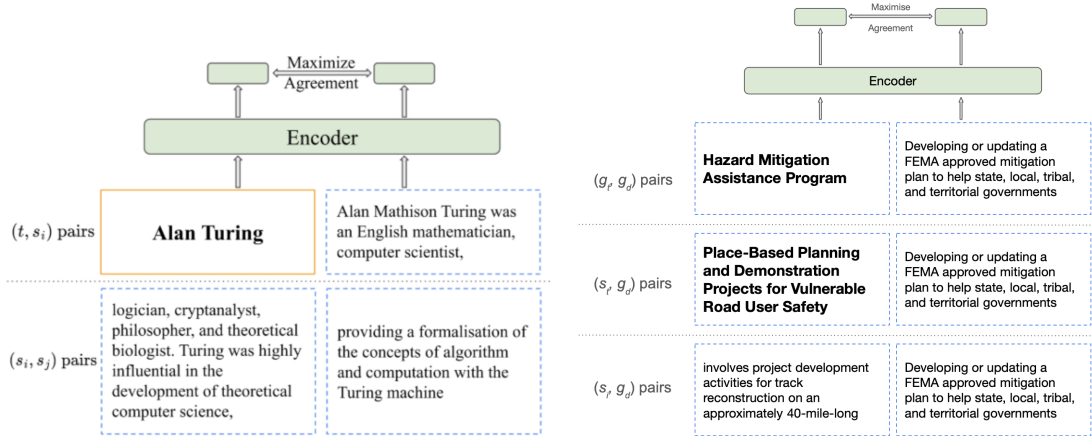 Maximize
Agreement
Encoder
(t, s_i) pairs
Alan Turing
Alan Mathison Turing was
an English mathematician,
computer scientist,
(s_i, s_j) pairs
logician, cryptanalyst,
philosopher, and theoretical
biologist. Turing was highly
influential in the
development of theoretical
computer science,
providing a formalisation of
the concepts of algorithm
and computation with the
Turing machine
Maximise
Agreement
Encoder
(g_t, g_d) pairs
Hazard Mitigation
Assistance Program
Developing or updating a
FEMA approved mitigation
plan to help state, local, tribal,
and territorial governments
(s_t, g_d) pairs
Place-Based Planning
and Demonstration
Projects for Vulnerable
Road User Safety
Developing or updating a
FEMA approved mitigation
plan to help state, local, tribal,
and territorial governments
(s_i, g_d) pairs
involves project development
activities for track
reconstruction on an
approximately 40-mile-long
Developing or updating a
FEMA approved mitigation
plan to help state, local, tribal,
and territorial governments